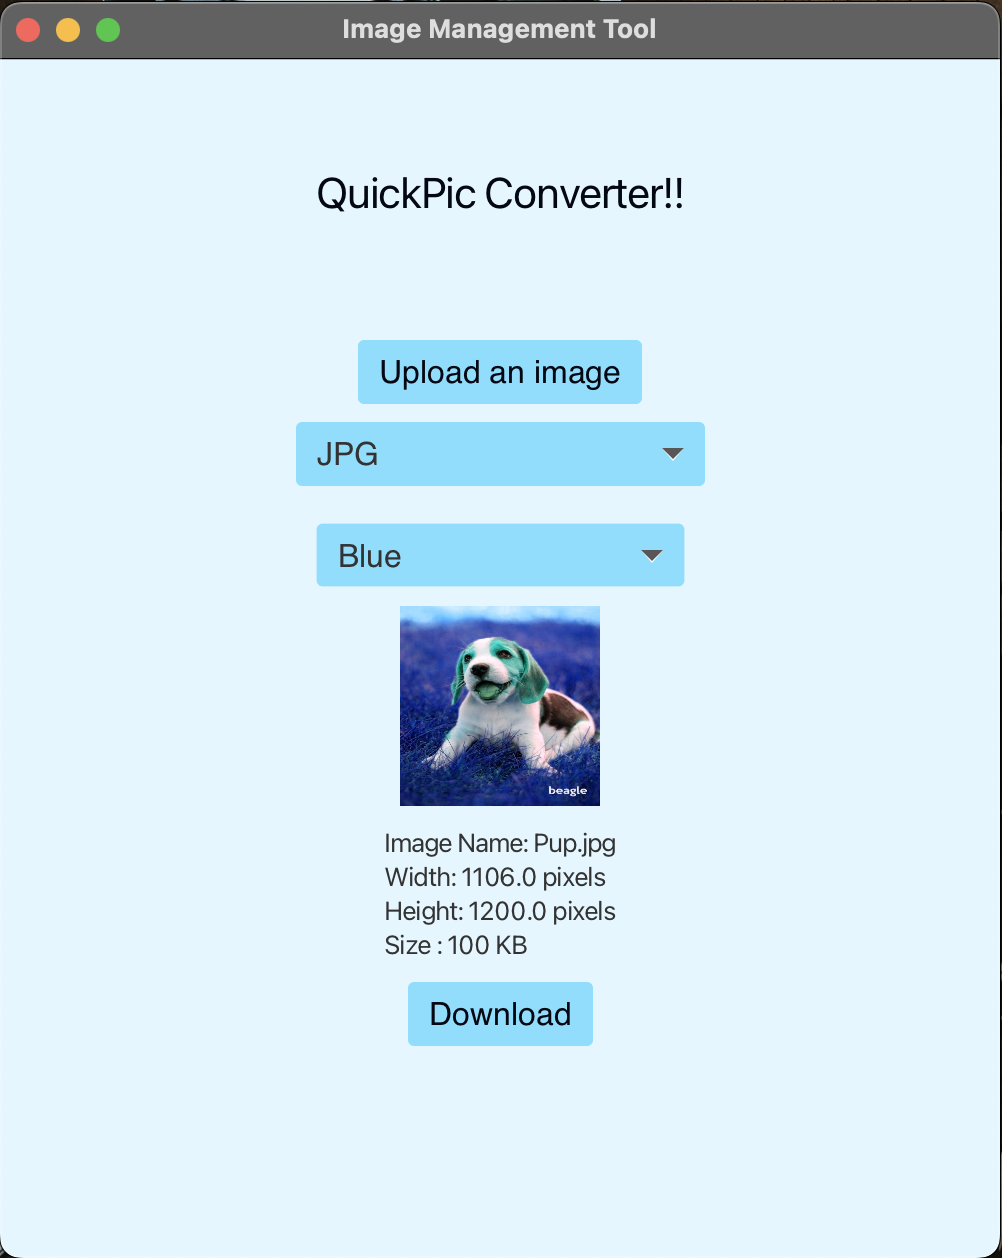 Image Management Tool
QuickPic Converter!!
Upload an image
JPG
Blue
beagle
Image Name: Pup.jpg
Width: 1106.0 pixels
Height: 1200.0 pixels
Size : 100 KB
Download